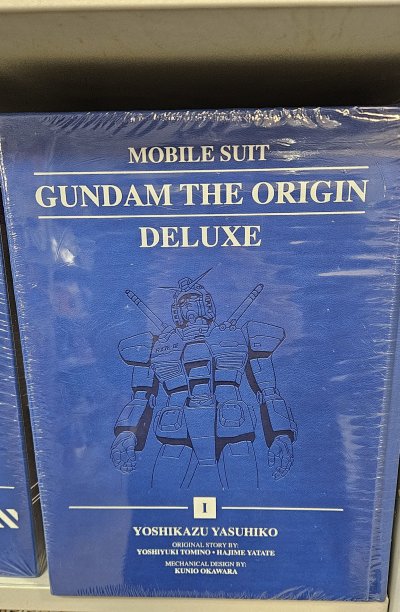 MOBILE SUIT
GUNDAM THE ORIGIN
DELUXE
I
YOSHIKAZU YASUHIKO
ORIGINAL STORY BY:
YOSHIYUKI TOMINO • HAJIME YATATE
MECHANICAL DESIGN BY:
KUNIO OKAWARA